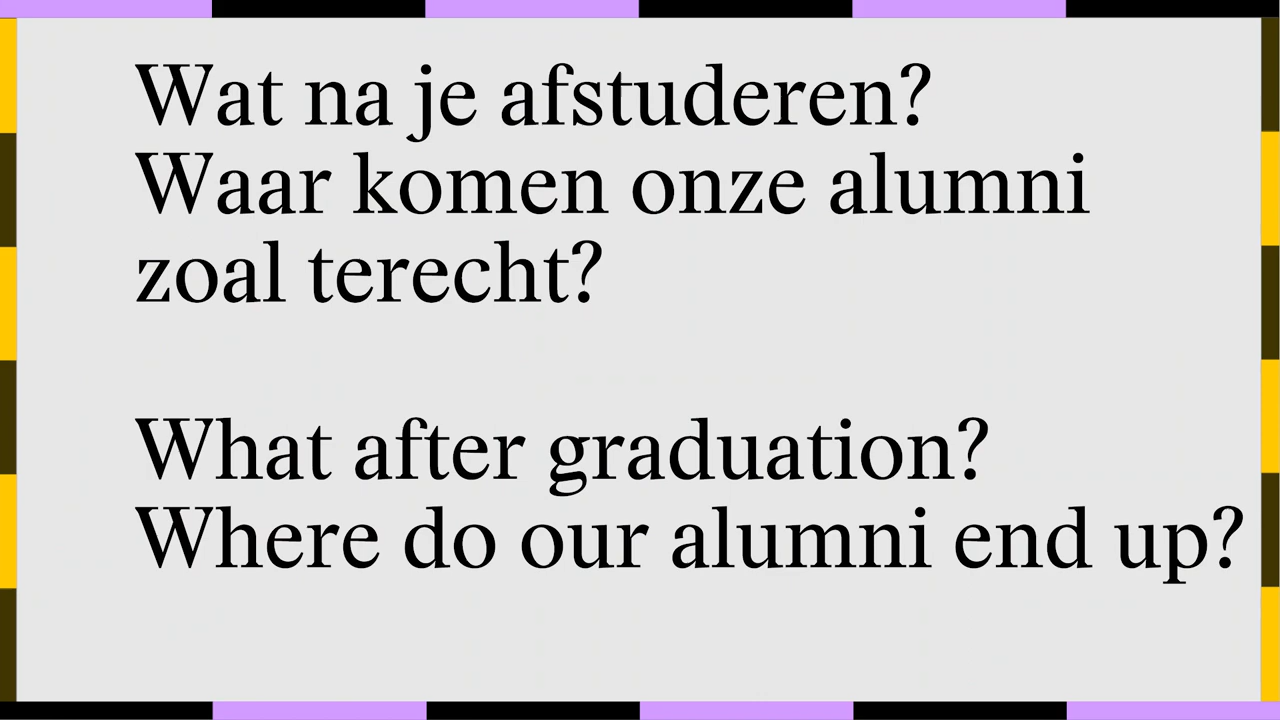 Wat na je afstuderen?
Waar komen onze alumni
zoal terecht?
What after graduation?
Where do our alumni end up?